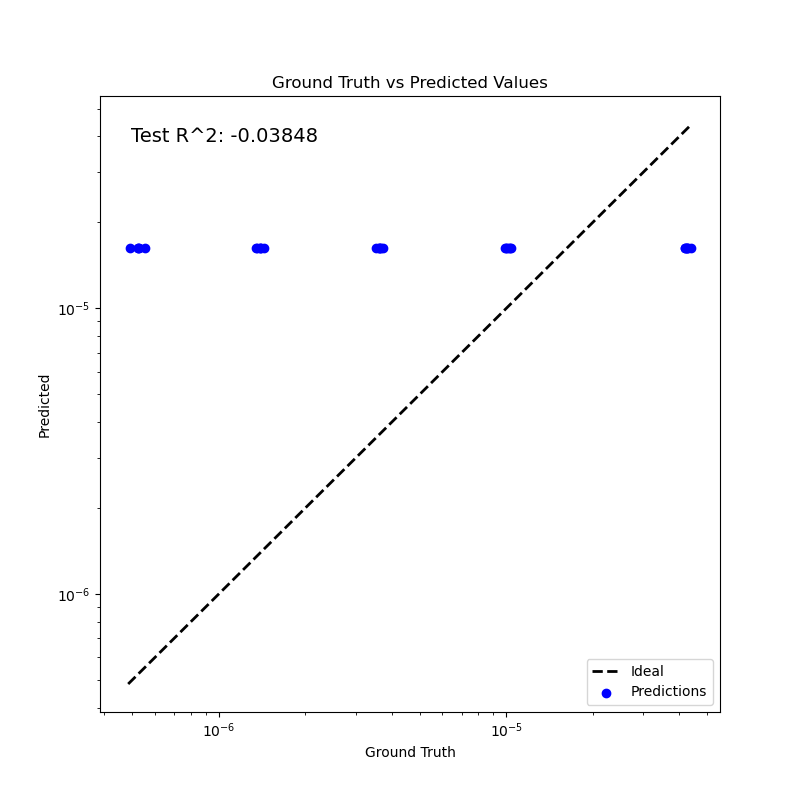 Ground Truth vs Predicted Values
Test R^2: -0.03848
Predicted
10⁻⁵
10⁻⁶
Ideal
Predictions
10⁻⁶
10⁻⁵
Ground Truth